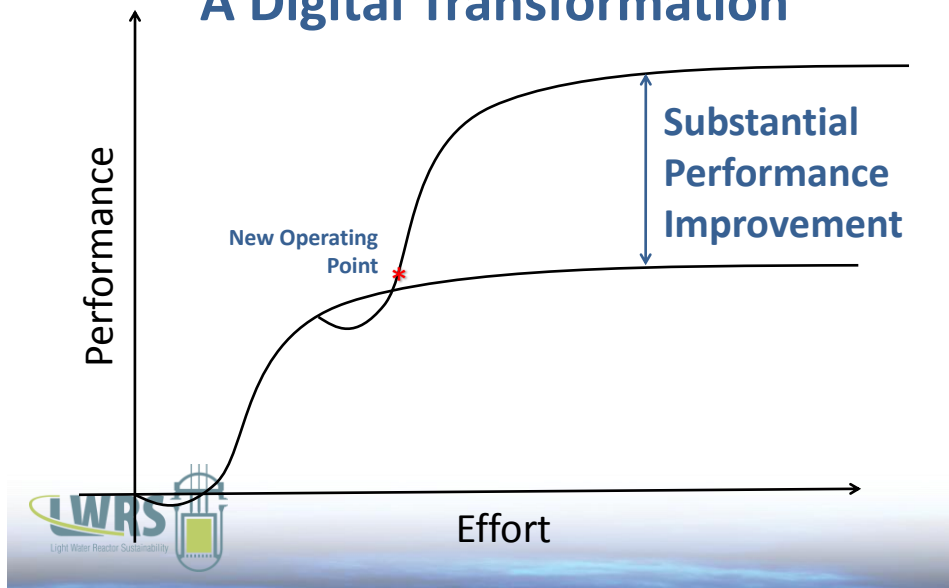 A Digital Transformation
Performance
New Operating
Point
*
Substantial
Performance
Improvement
Effort
LWRS
Light Water Reactor Sustainability